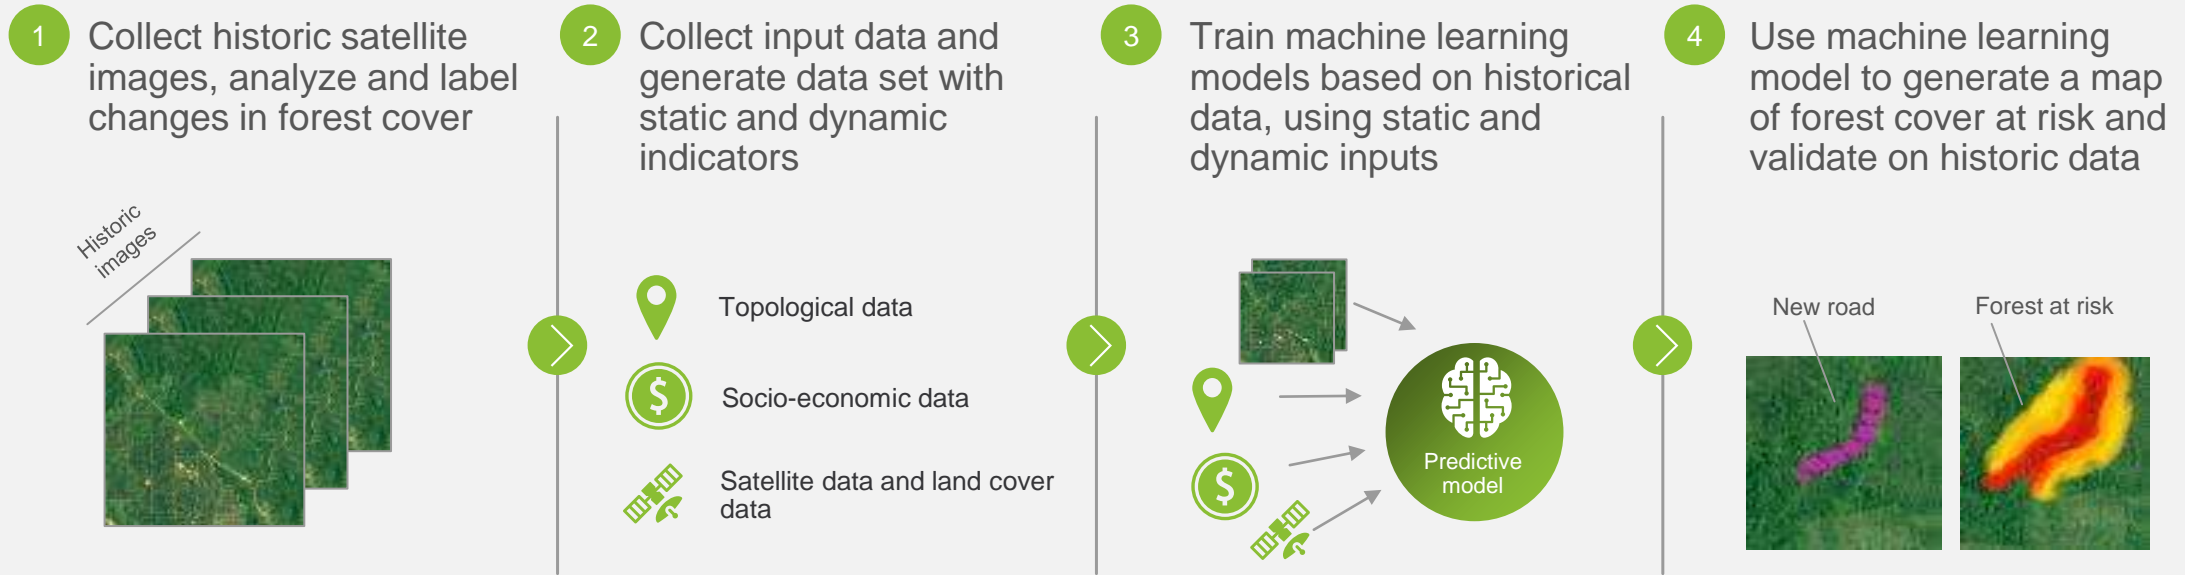 1
Collect historic satellite
images, analyze and label
changes in forest cover
Historic
images
2
Collect input data and
generate data set with
static and dynamic
indicators
Topological data
$
Socio-economic data
Satellite data and land cover
data
3
Train machine learning
models based on historical
data, using static and
dynamic inputs
$
Predictive
model
4
Use machine learning
model to generate a map
of forest cover at risk and
validate on historic data
New road
Forest at risk